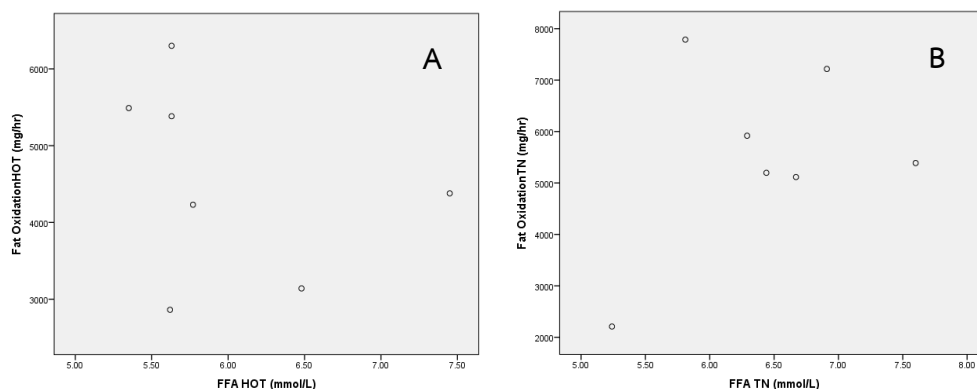 A
Fat OxidationHOT (mg/hr)
6000
5000
4000
3000
5.00 5.50 6.00 6.50 7.00 7.50
FFA HOT (mmol/L)
B
Fat OxidationTN (mg/hr)
8000
7000
6000
5000
4000
3000
2000
5.00 5.50 6.00 6.50 7.00 7.50 8.00
FFA TN (mmol/L)